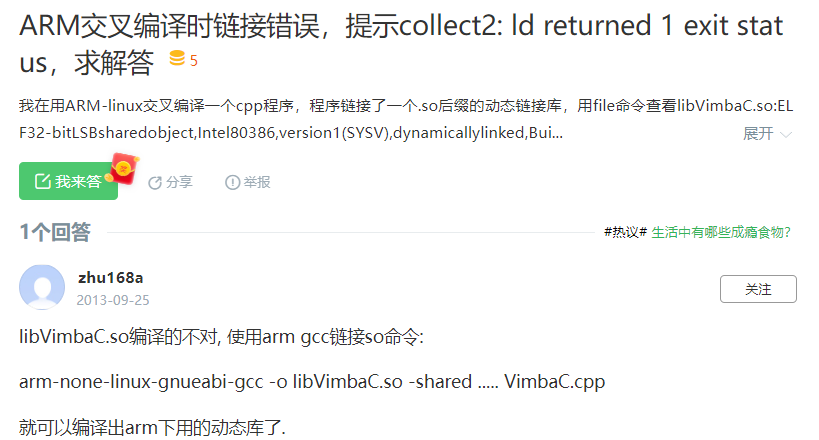 ARM交叉编译时链接错误，提示collect2: ld returned 1 exit stat
us，求解答 5
我在用ARM-linux交叉编译一个cpp程序，程序链接了一个.so后缀的动态链接库，用file命令查看libVimbaC.so:EL
F32-bitLSBsharedobject,Intel80386,version1(SYSV),dynamicallylinked,Bui... 展开
我来答 分享 举报
1个回答 #热议# 生活中有哪些成瘾食物?
zhu168a
2013-09-25 关注
libVimbaC.so编译的不对, 使用arm gcc链接so命令:
arm-none-linux-gnueabi-gcc -o libVimbaC.so -shared ..... VimbaC.cpp
就可以编译出arm下用的动态库了.